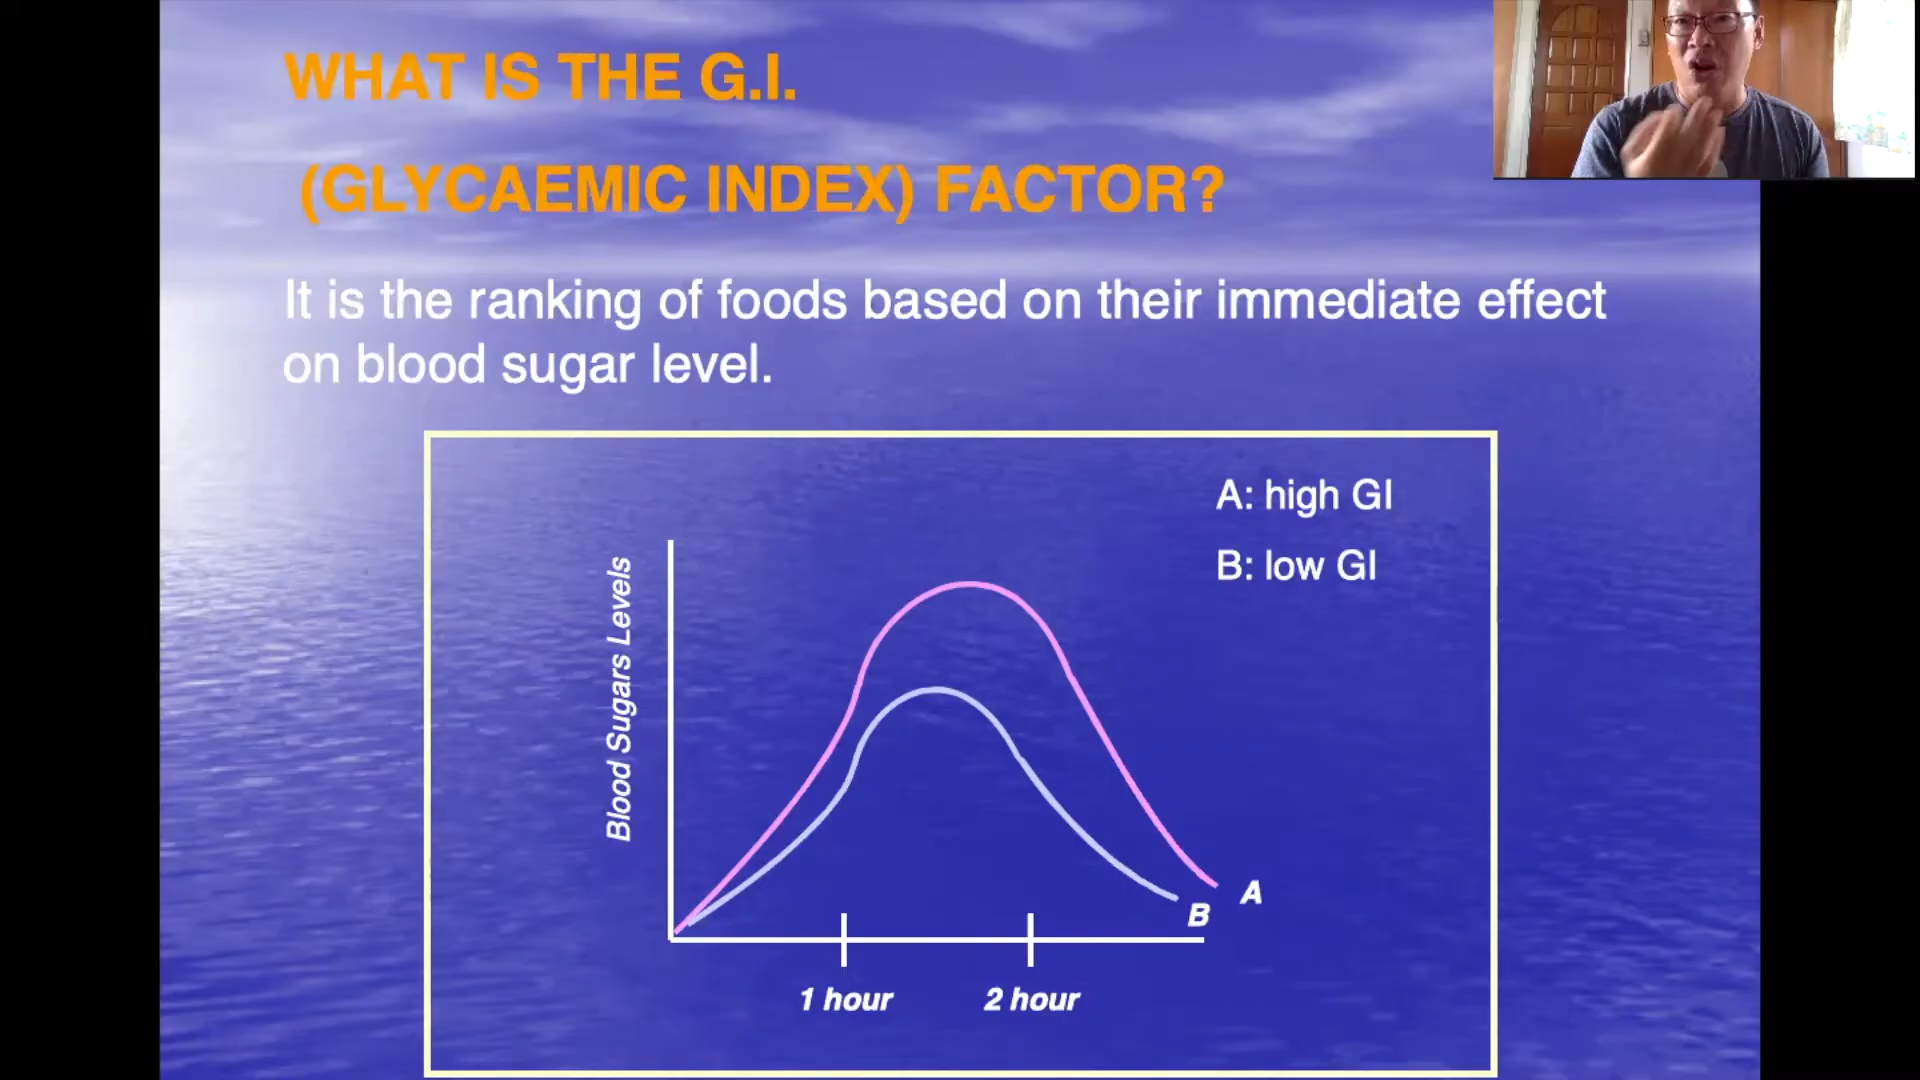 WHAT IS THE G.I.
(GLYCAEMIC INDEX) FACTOR?
It is the ranking of foods based on their immediate effect
on blood sugar level.
A: high GI
B: low GI
Blood Sugars Levels
A
B
1 hour
2 hour